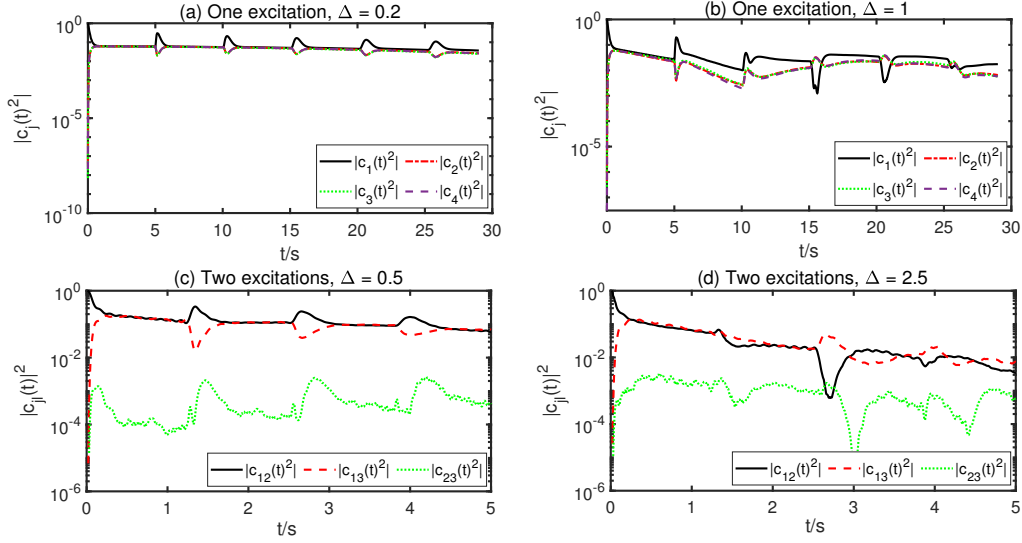 (a) One excitation, Δ = 0.2
|c_j(t)^2|
10^0
10^-5
10^-10
0 5 10 15 20 25 30
t/s
|c_1(t)^2| |c_2(t)^2|
|c_3(t)^2| |c_4(t)^2|
(b) One excitation, Δ = 1
|c_j(t)^2|
10^0
10^-5
0 5 10 15 20 25 30
t/s
|c_1(t)^2| |c_2(t)^2|
|c_3(t)^2| |c_4(t)^2|
(c) Two excitations, Δ = 0.5
|c_jl(t)|^2
10^0
10^-2
10^-4
10^-6
0 1 2 3 4 5
t/s
|c_12(t)^2| |c_13(t)^2| |c_23(t)^2|
(d) Two excitations, Δ = 2.5
|c_jl(t)|^2
10^0
10^-2
10^-4
10^-6
0 1 2 3 4 5
t/s
|c_12(t)^2| |c_13(t)^2| |c_23(t)^2|